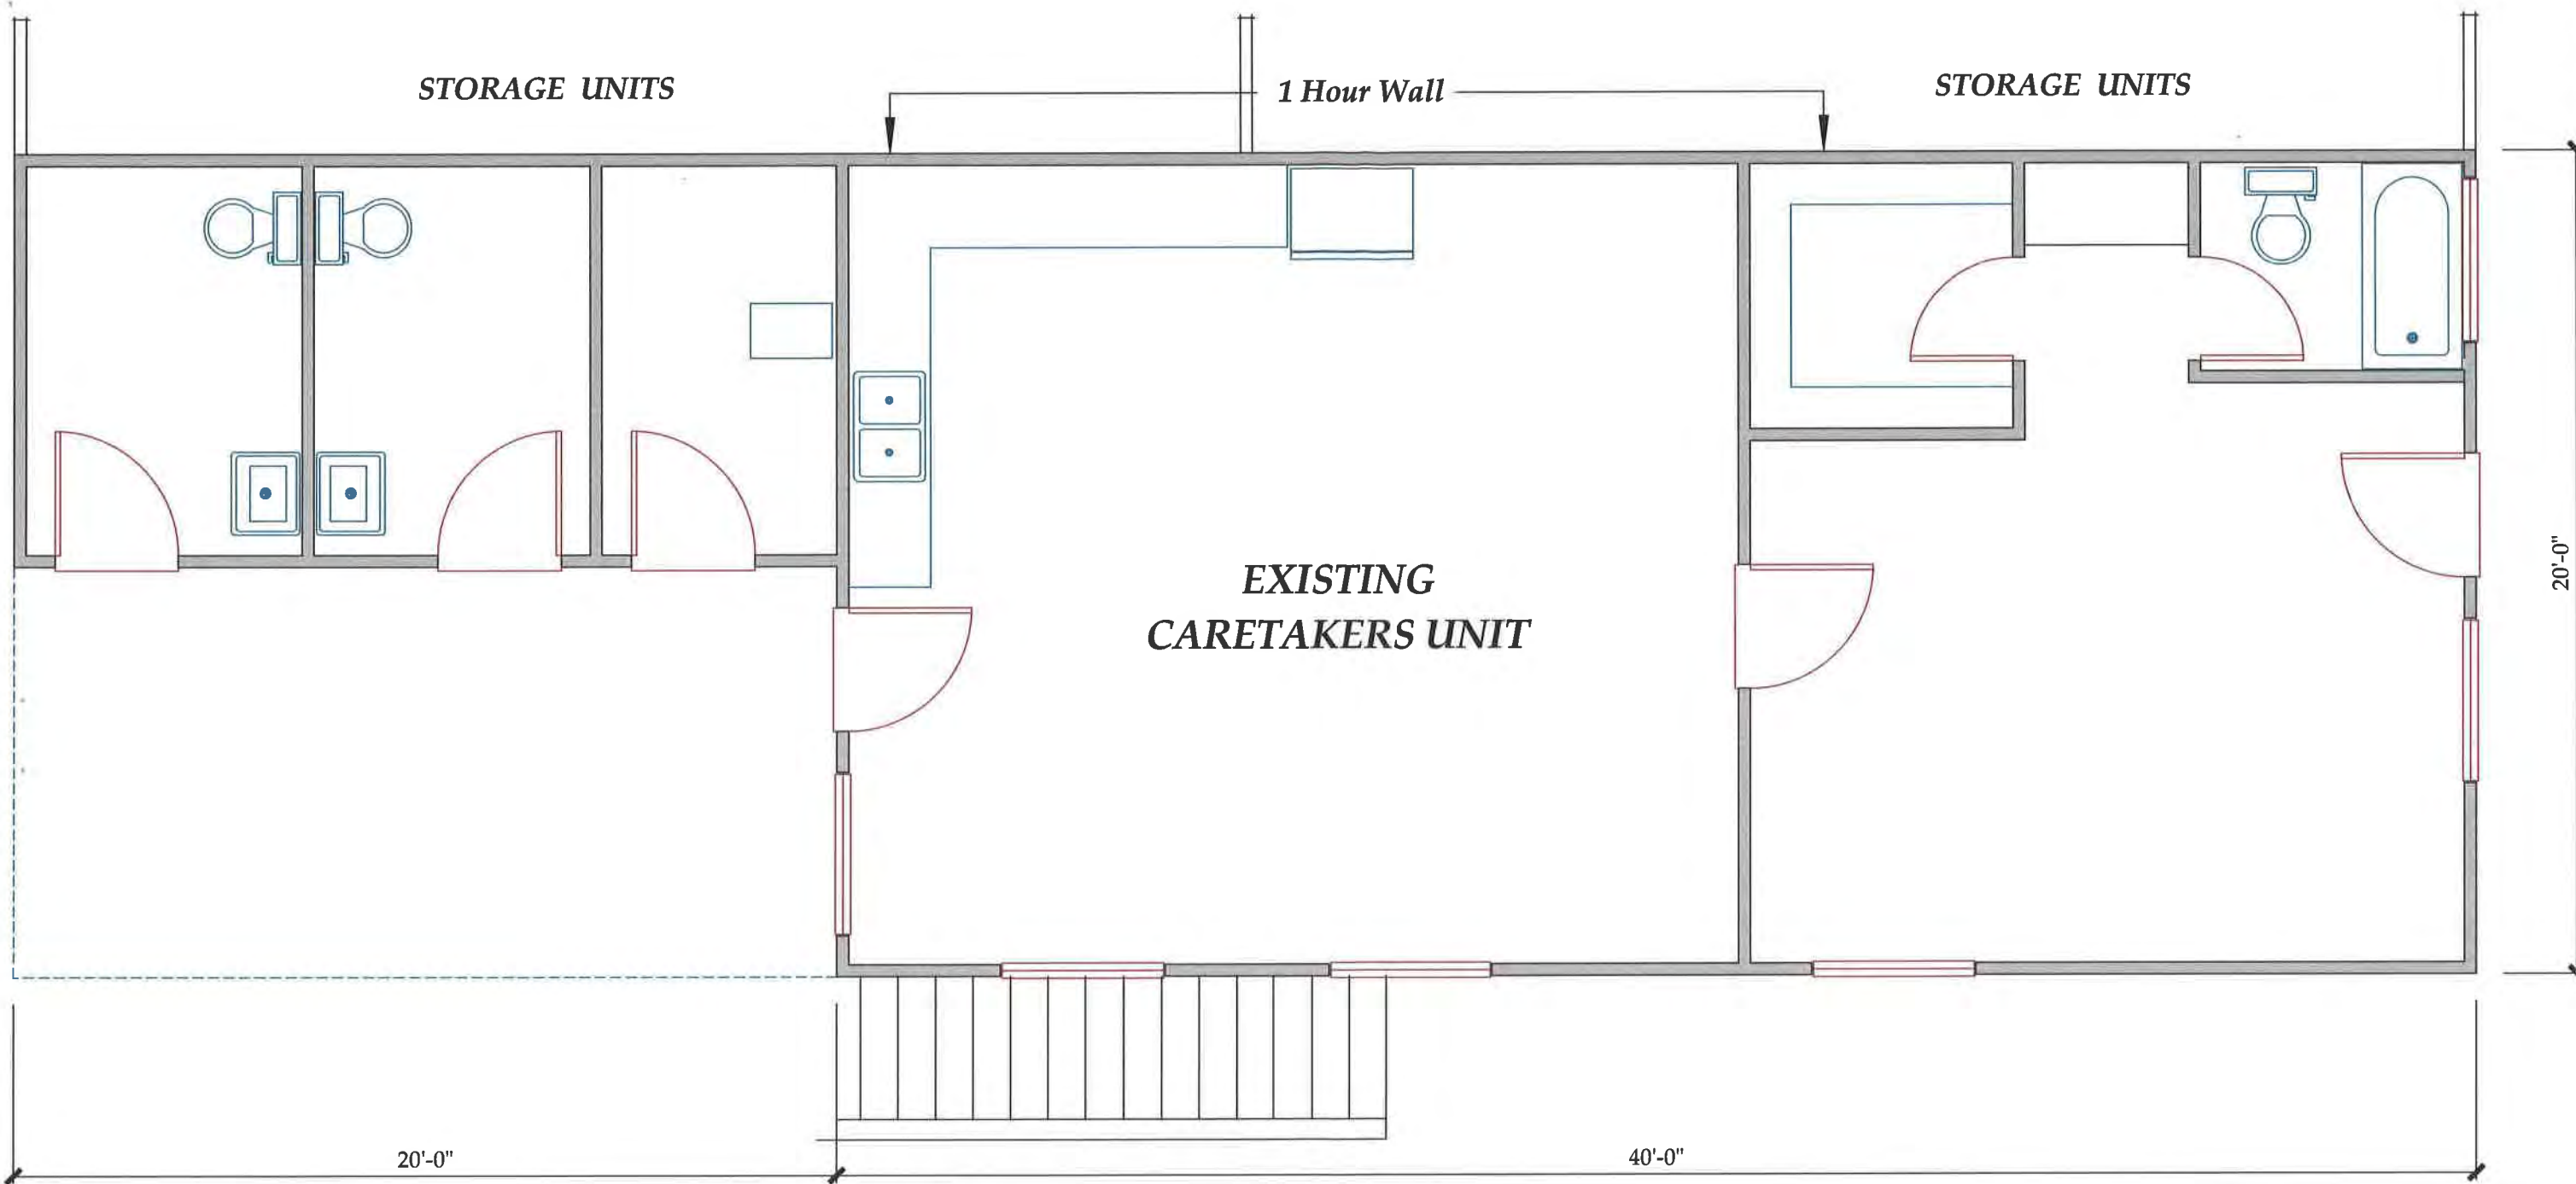 STORAGE UNITS
1 Hour Wall
STORAGE UNITS
EXISTING
CARETAKERS UNIT
20'-0"
20'-0"
40'-0"